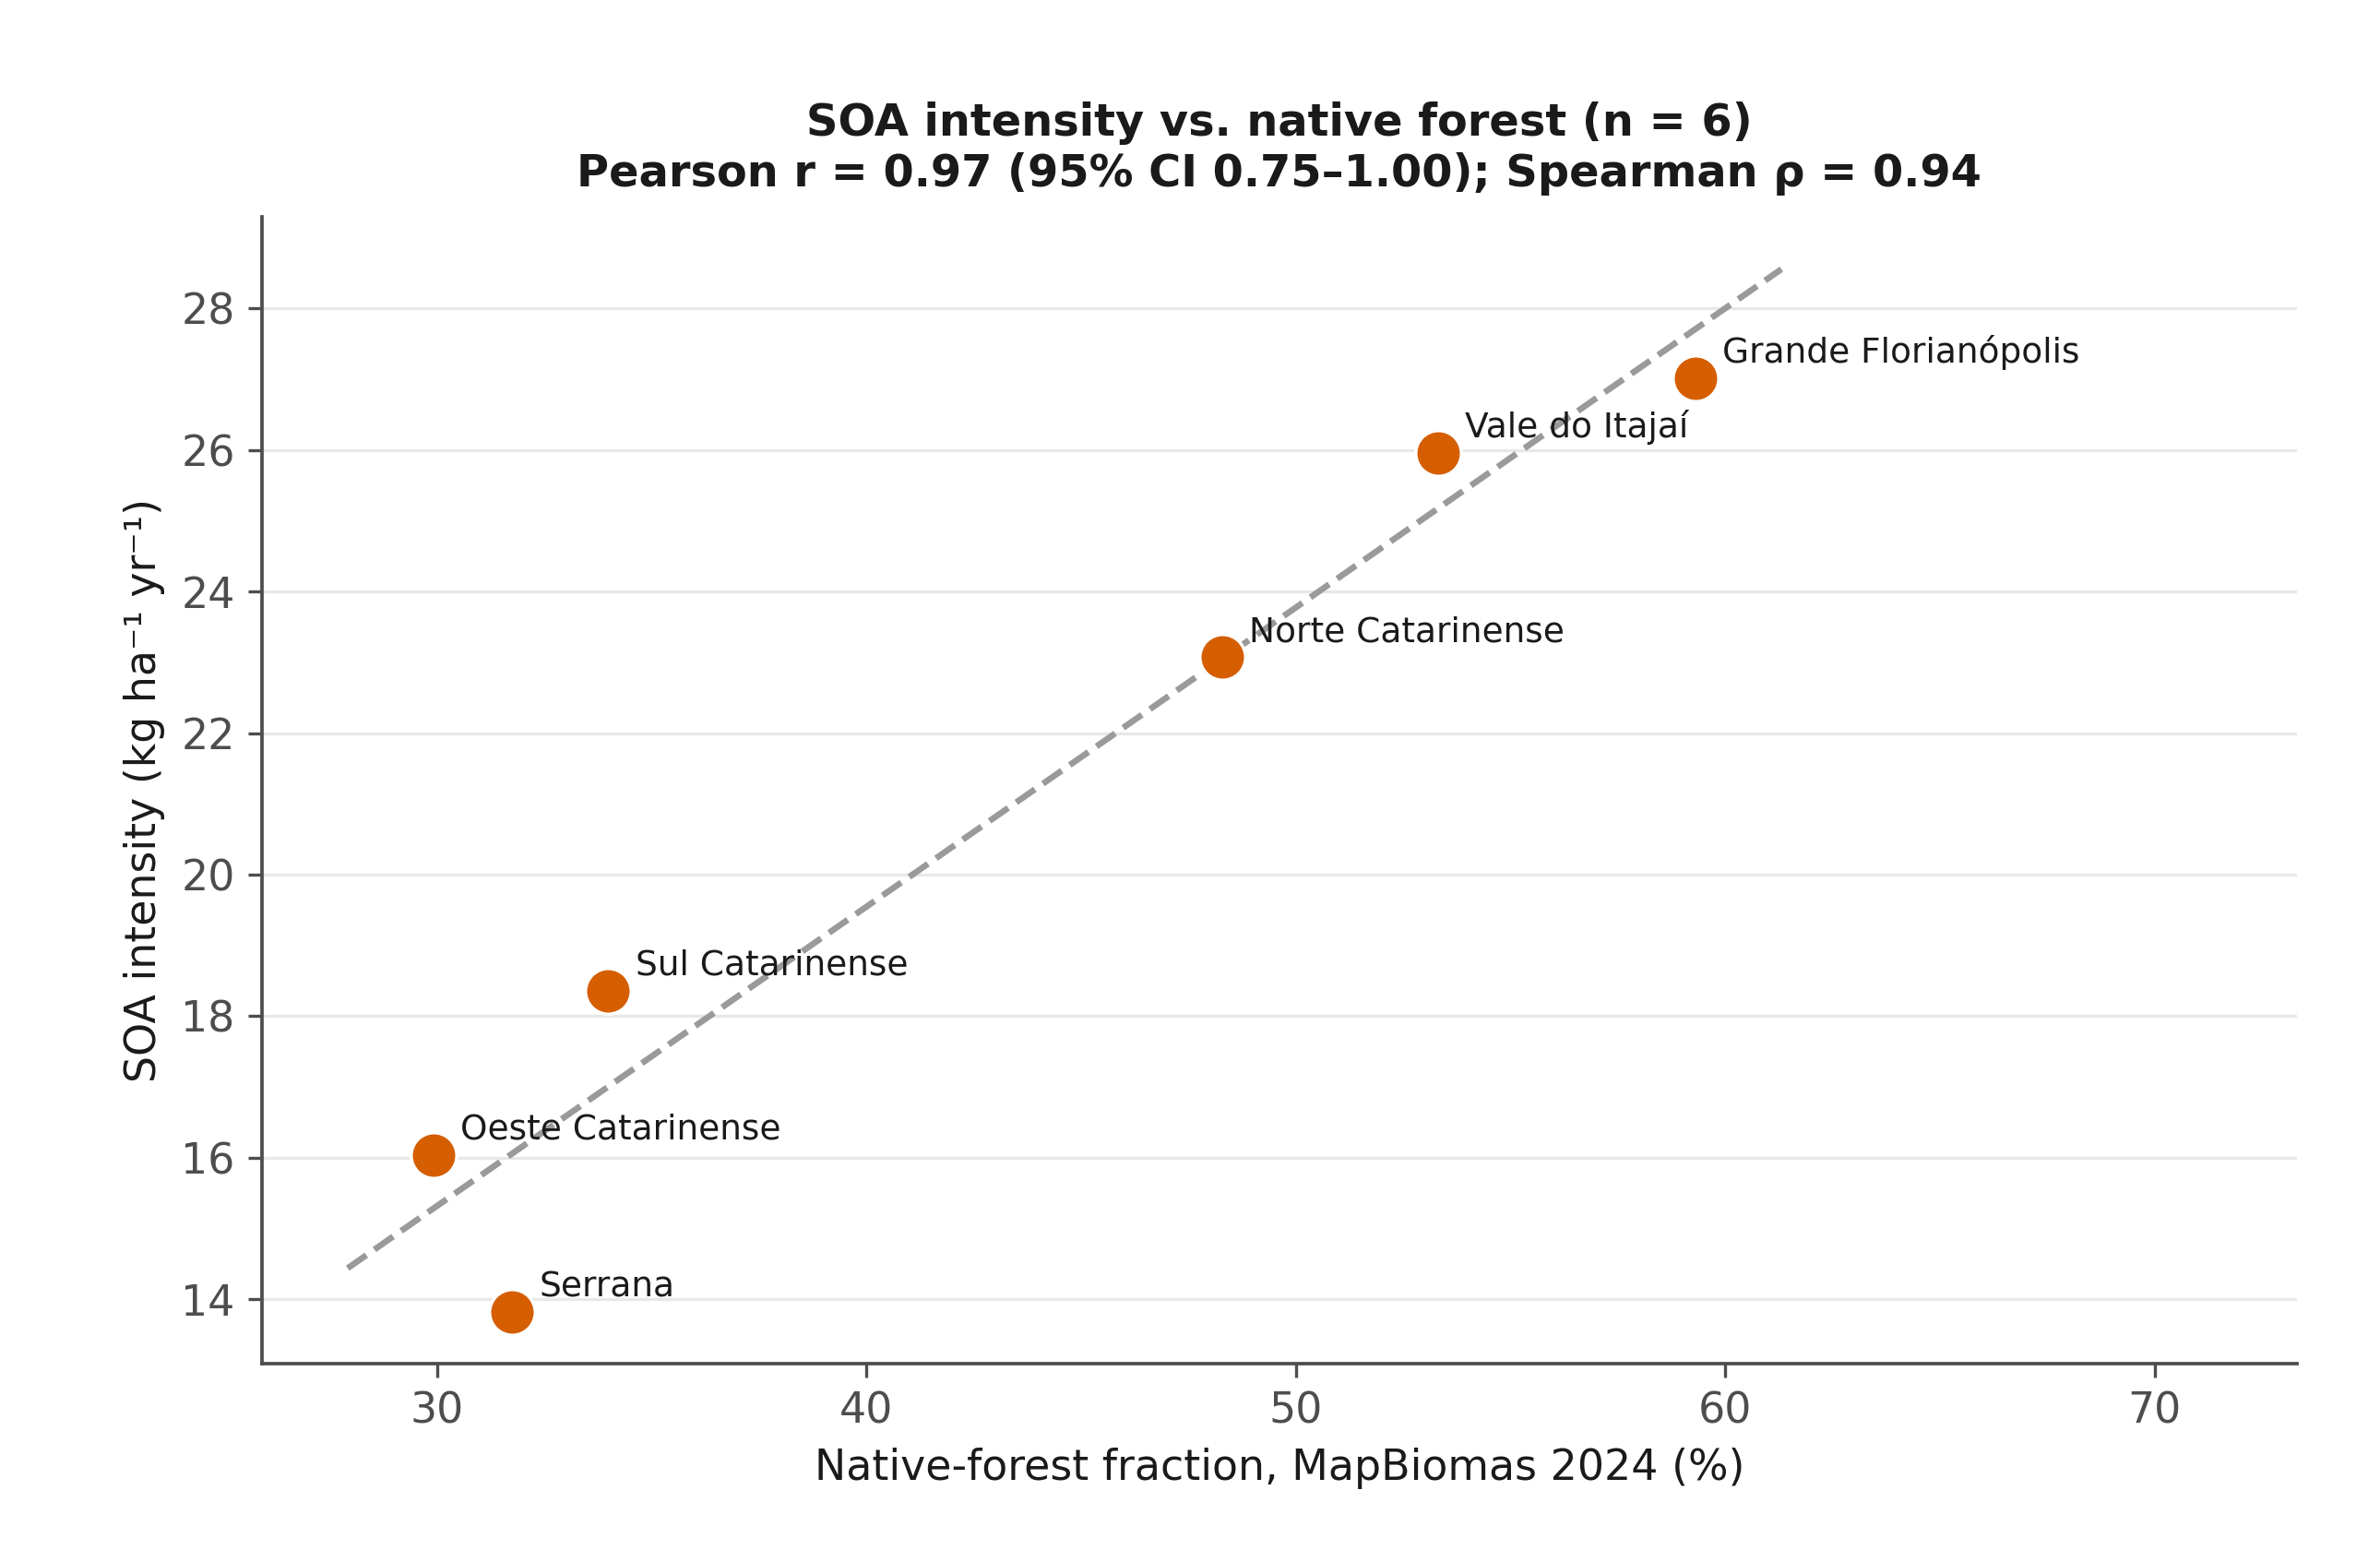 SOA intensity vs. native forest (n = 6)
Pearson r = 0.97 (95% CI 0.75–1.00); Spearman ρ = 0.94
SOA intensity (kg ha⁻¹ yr⁻¹)
28
26
24
22
20
18
16
14
Grande Florianópolis
Vale do Itajaí
Norte Catarinense
Sul Catarinense
Oeste Catarinense
Serrana
30 40 50 60 70
Native-forest fraction, MapBiomas 2024 (%)